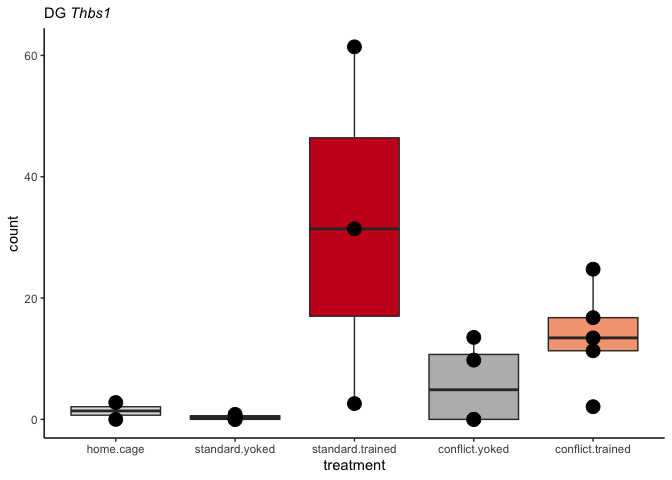 DG Thbs1
60
40
20
0
count
home.cage standard.yoked standard.trained conflict.yoked conflict.trained
treatment